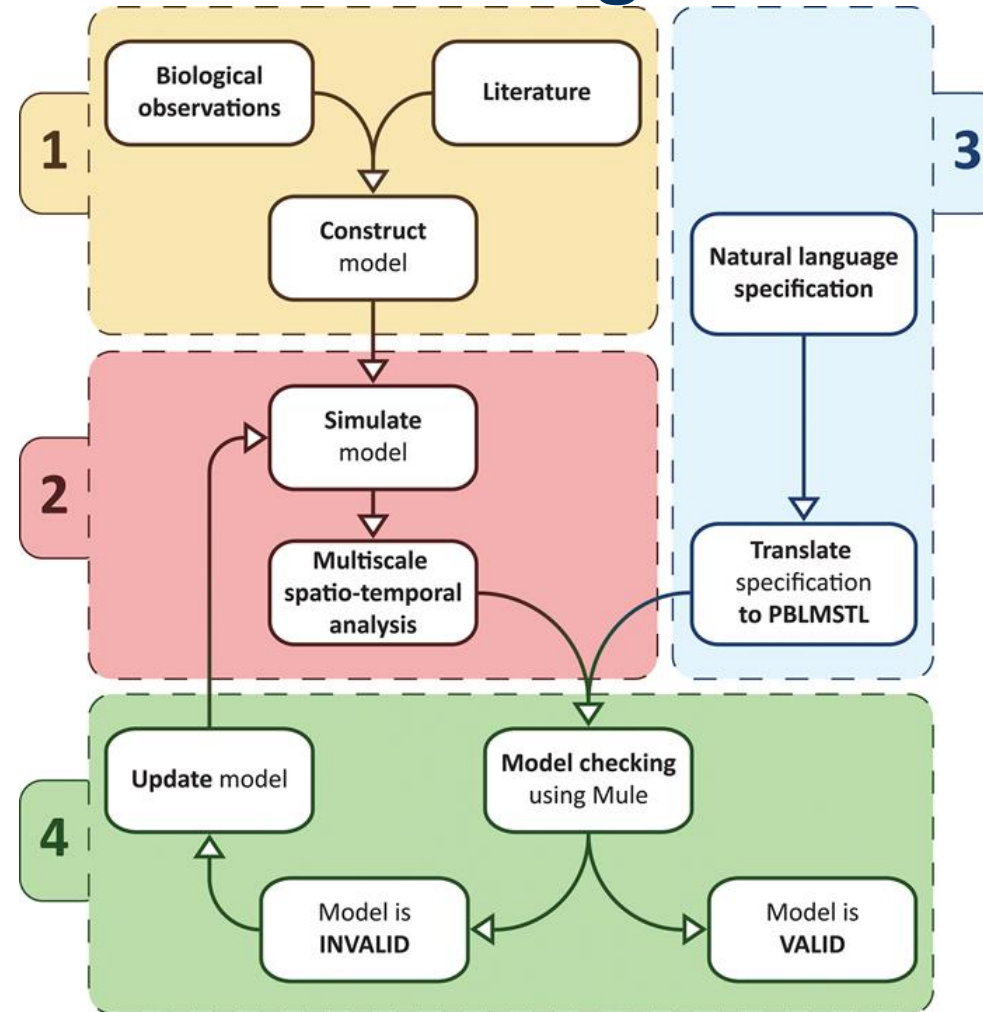 1
Biological
observations
Literature
Construct
model
2
Simulate
model
Multiscale
spatio-temporal
analysis
3
Natural language
specification
Translate
specification
to PBLMSTL
4
Update model
Model checking
using Mule
Model is
INVALID
Model is
VALID